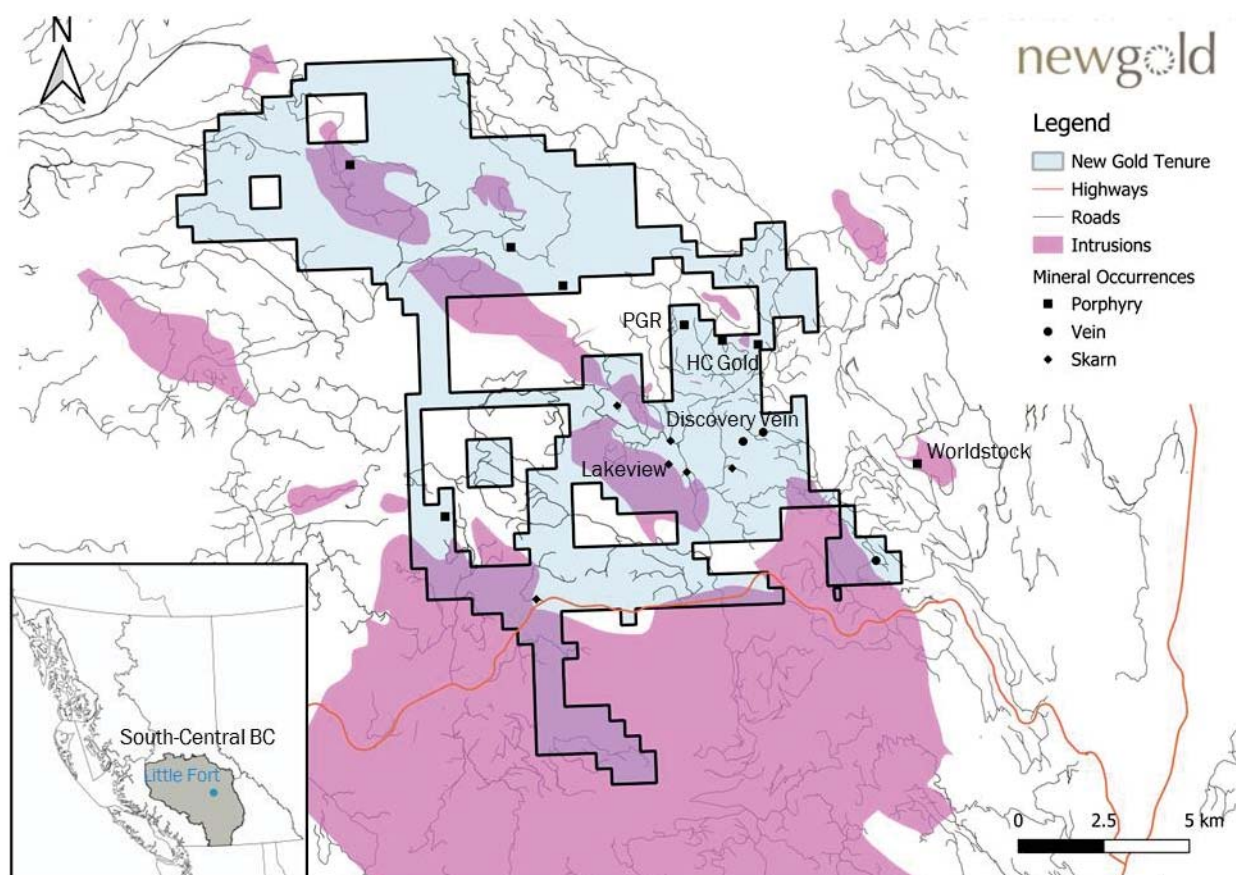 N
newgold
Legend
New Gold Tenure
Highways
Roads
Intrusions
Mineral Occurrences
Porphyry
Vein
Skarn
PGR
HC Gold
Discovery Vein
Lakeview
Worldstock
South-Central BC
Little Fort
0 2.5 5 km